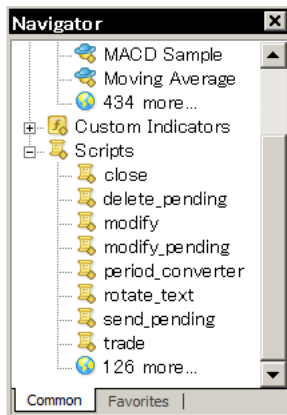 Navigator
MACD Sample
Moving Average
434 more...
Custom Indicators
Scripts
close
delete_pending
modify
modify_pending
period_converter
rotate_text
send_pending
trade
126 more...
Common Favorites